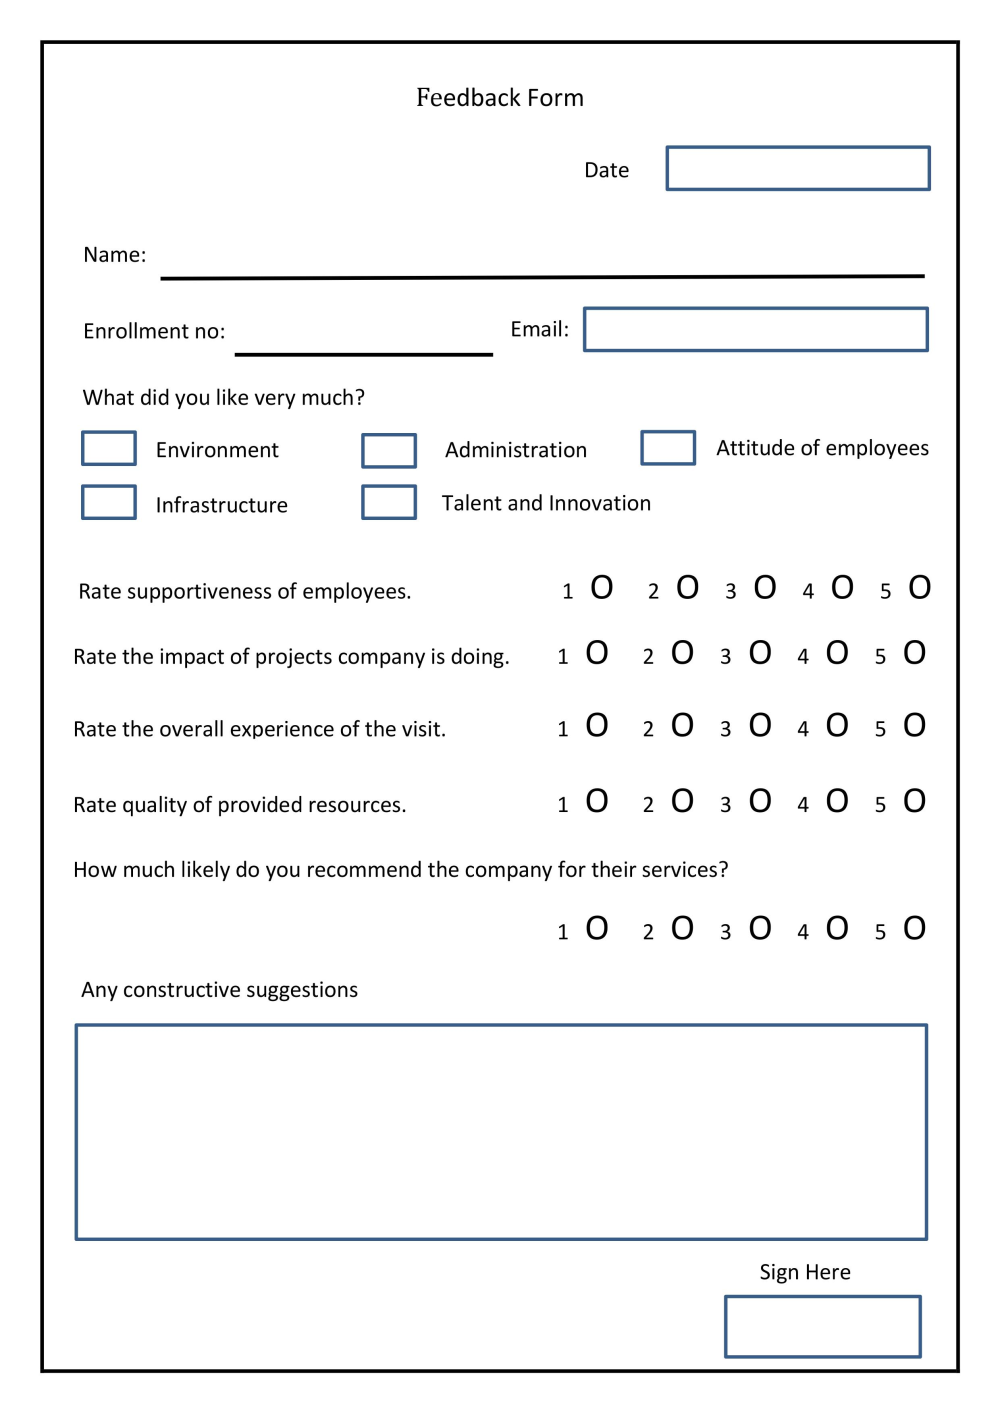 Feedback Form
Date
Name:
Enrollment no: Email:
What did you like very much?
Environment Administration Attitude of employees
Infrastructure Talent and Innovation
Rate supportiveness of employees. 1 O 2 O 3 O 4 O 5 O
Rate the impact of projects company is doing. 1 O 2 O 3 O 4 O 5 O
Rate the overall experience of the visit. 1 O 2 O 3 O 4 O 5 O
Rate quality of provided resources. 1 O 2 O 3 O 4 O 5 O
How much likely do you recommend the company for their services?
1 O 2 O 3 O 4 O 5 O
Any constructive suggestions
Sign Here